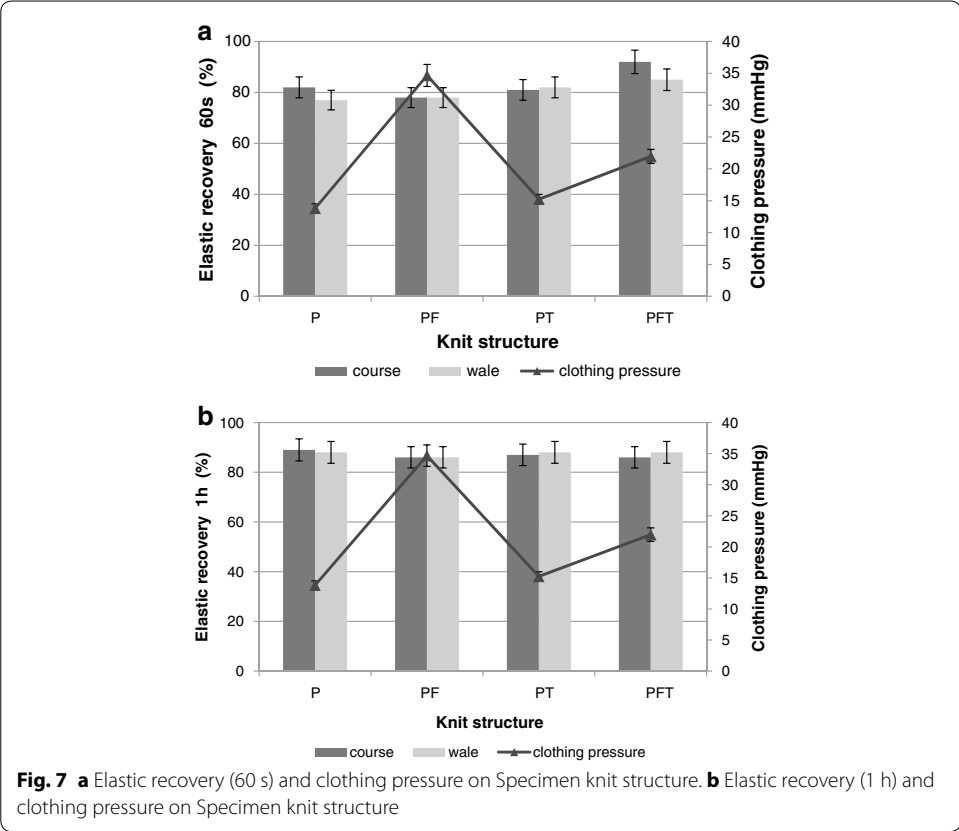 a
100
80
60
40
20
0
Elastic recovery 60s (%)
40
35
30
25
20
15
10
5
0
Clothing pressure (mmHg)
P PF PT PFT
Knit structure
course wale clothing pressure
b
100
80
60
40
20
0
Elastic recovery 1h (%)
40
35
30
25
20
15
10
5
0
Clothing pressure (mmHg)
P PF PT PFT
Knit structure
course wale clothing pressure
Fig. 7 a Elastic recovery (60 s) and clothing pressure on Specimen knit structure. b Elastic recovery (1 h) and
clothing pressure on Specimen knit structure